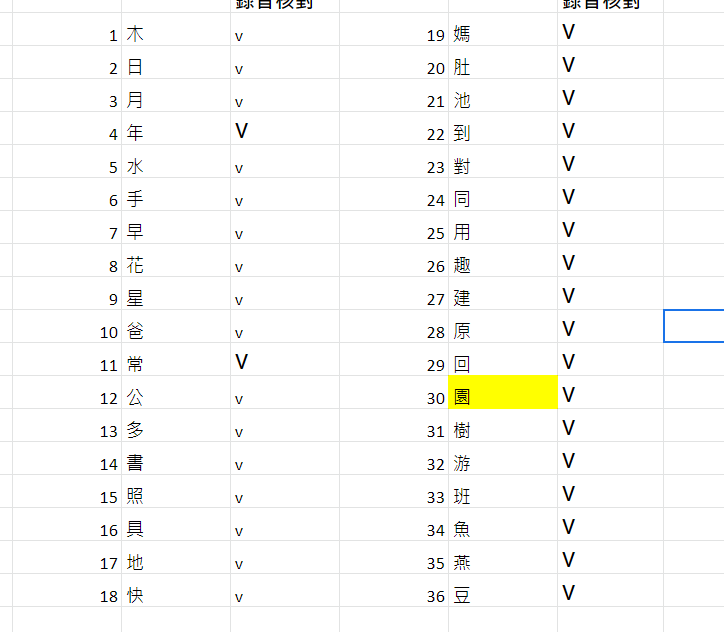 錄音核對 錄音核對
1 木 v 19 媽 V
2 日 v 20 肚 V
3 月 v 21 池 V
4 年 V 22 到 V
5 水 v 23 對 V
6 手 v 24 同 V
7 早 v 25 用 V
8 花 v 26 趣 V
9 星 v 27 建 V
10 爸 v 28 原 V
11 常 V 29 回 V
12 公 v 30 園 V
13 多 v 31 樹 V
14 書 v 32 游 V
15 照 v 33 班 V
16 具 v 34 魚 V
17 地 v 35 燕 V
18 快 v 36 豆 V